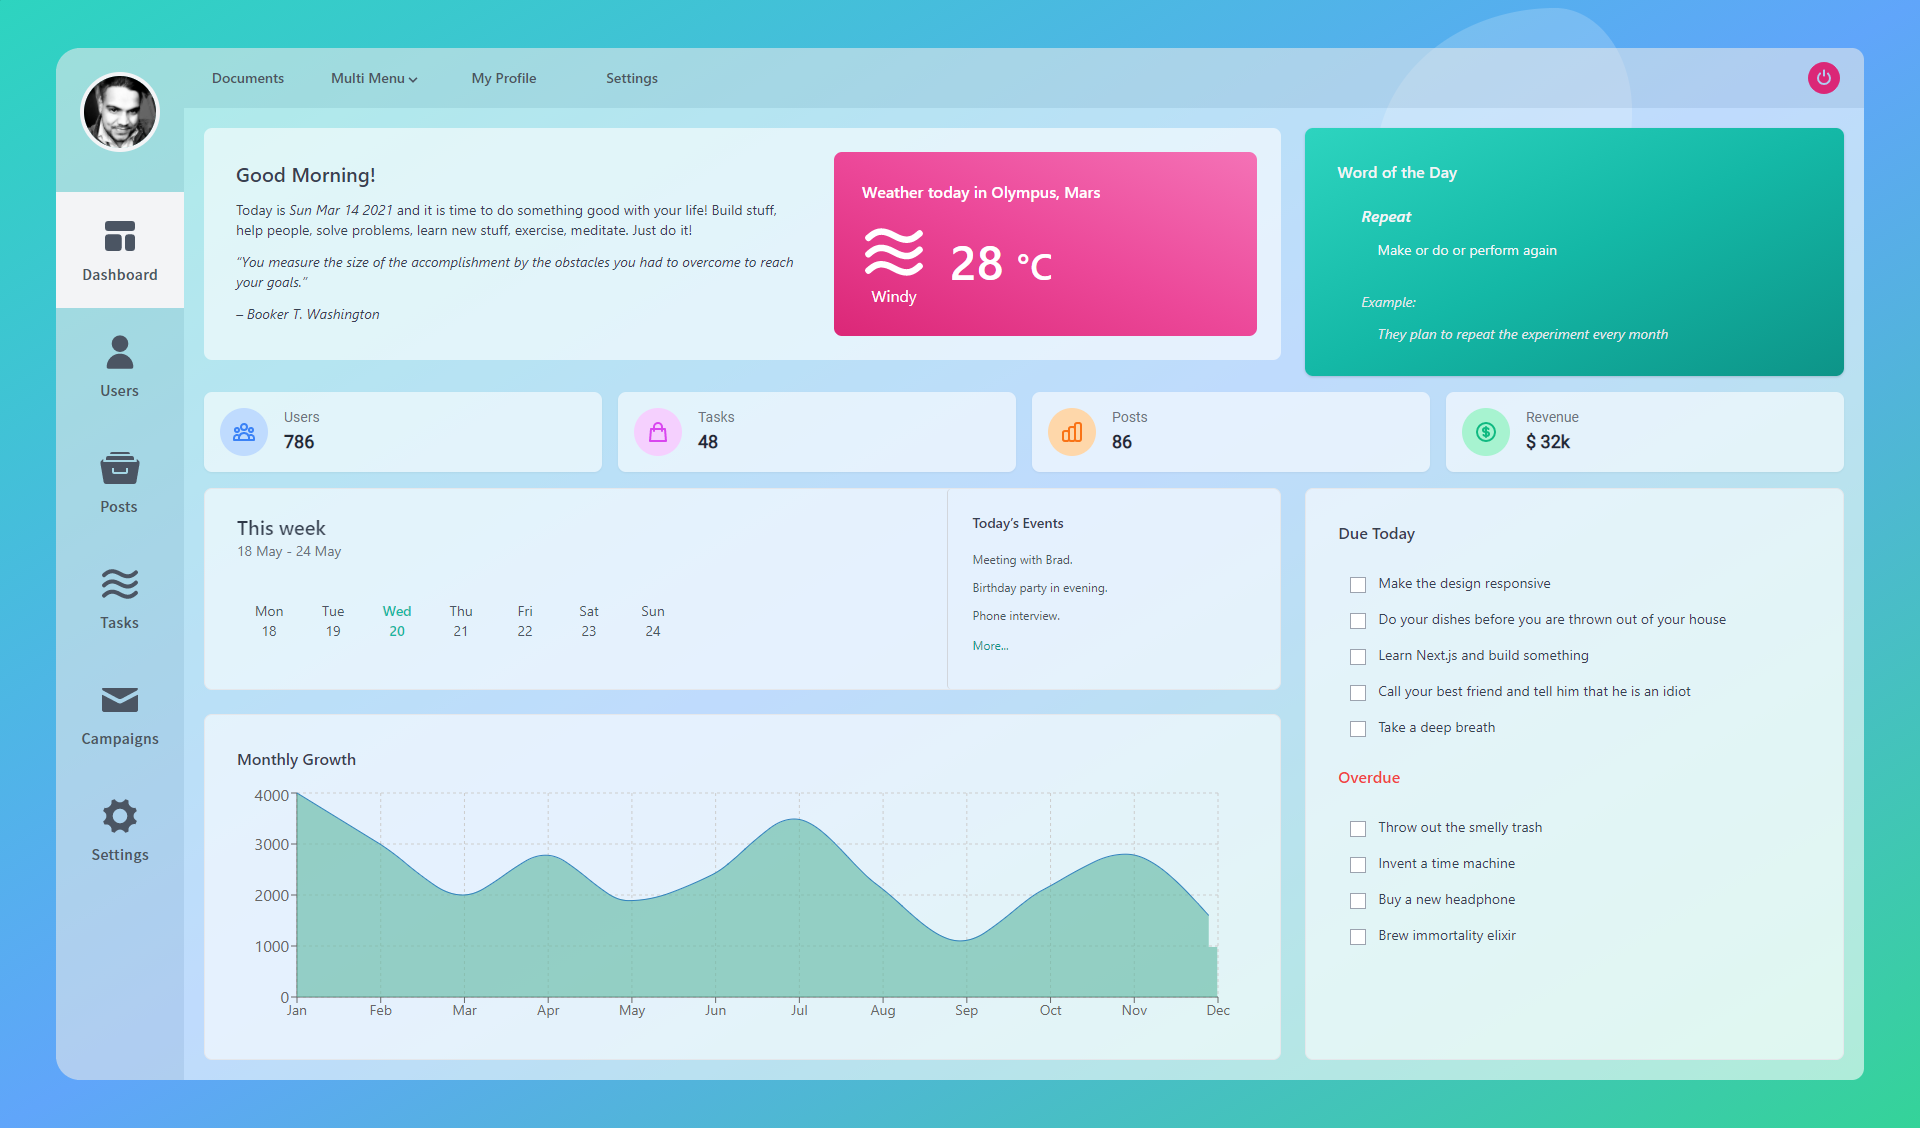 Documents
Multi Menu
My Profile
Settings
Dashboard
Users
Posts
Tasks
Campaigns
Settings
Good Morning!
Today is Sun Mar 14 2021 and it is time to do something good with your life! Build stuff,
help people, solve problems, learn new stuff, exercise, meditate. Just do it!
“You measure the size of the accomplishment by the obstacles you had to overcome to reach
your goals.”
– Booker T. Washington
Weather today in Olympus, Mars
28 °C
Windy
Word of the Day
Repeat
Make or do or perform again
Example:
They plan to repeat the experiment every month
Users
786
Tasks
48
Posts
86
Revenue
$ 32k
This week
18 May - 24 May
Mon Tue Wed Thu Fri Sat Sun
18 19 20 21 22 23 24
Today’s Events
Meeting with Brad.
Birthday party in evening.
Phone interview.
More...
Due Today
Make the design responsive
Do your dishes before you are thrown out of your house
Learn Next.js and build something
Call your best friend and tell him that he is an idiot
Take a deep breath
Overdue
Throw out the smelly trash
Invent a time machine
Buy a new headphone
Brew immortality elixir
Monthly Growth
4000
3000
2000
1000
0
Jan Feb Mar Apr May Jun Jul Aug Sep Oct Nov Dec